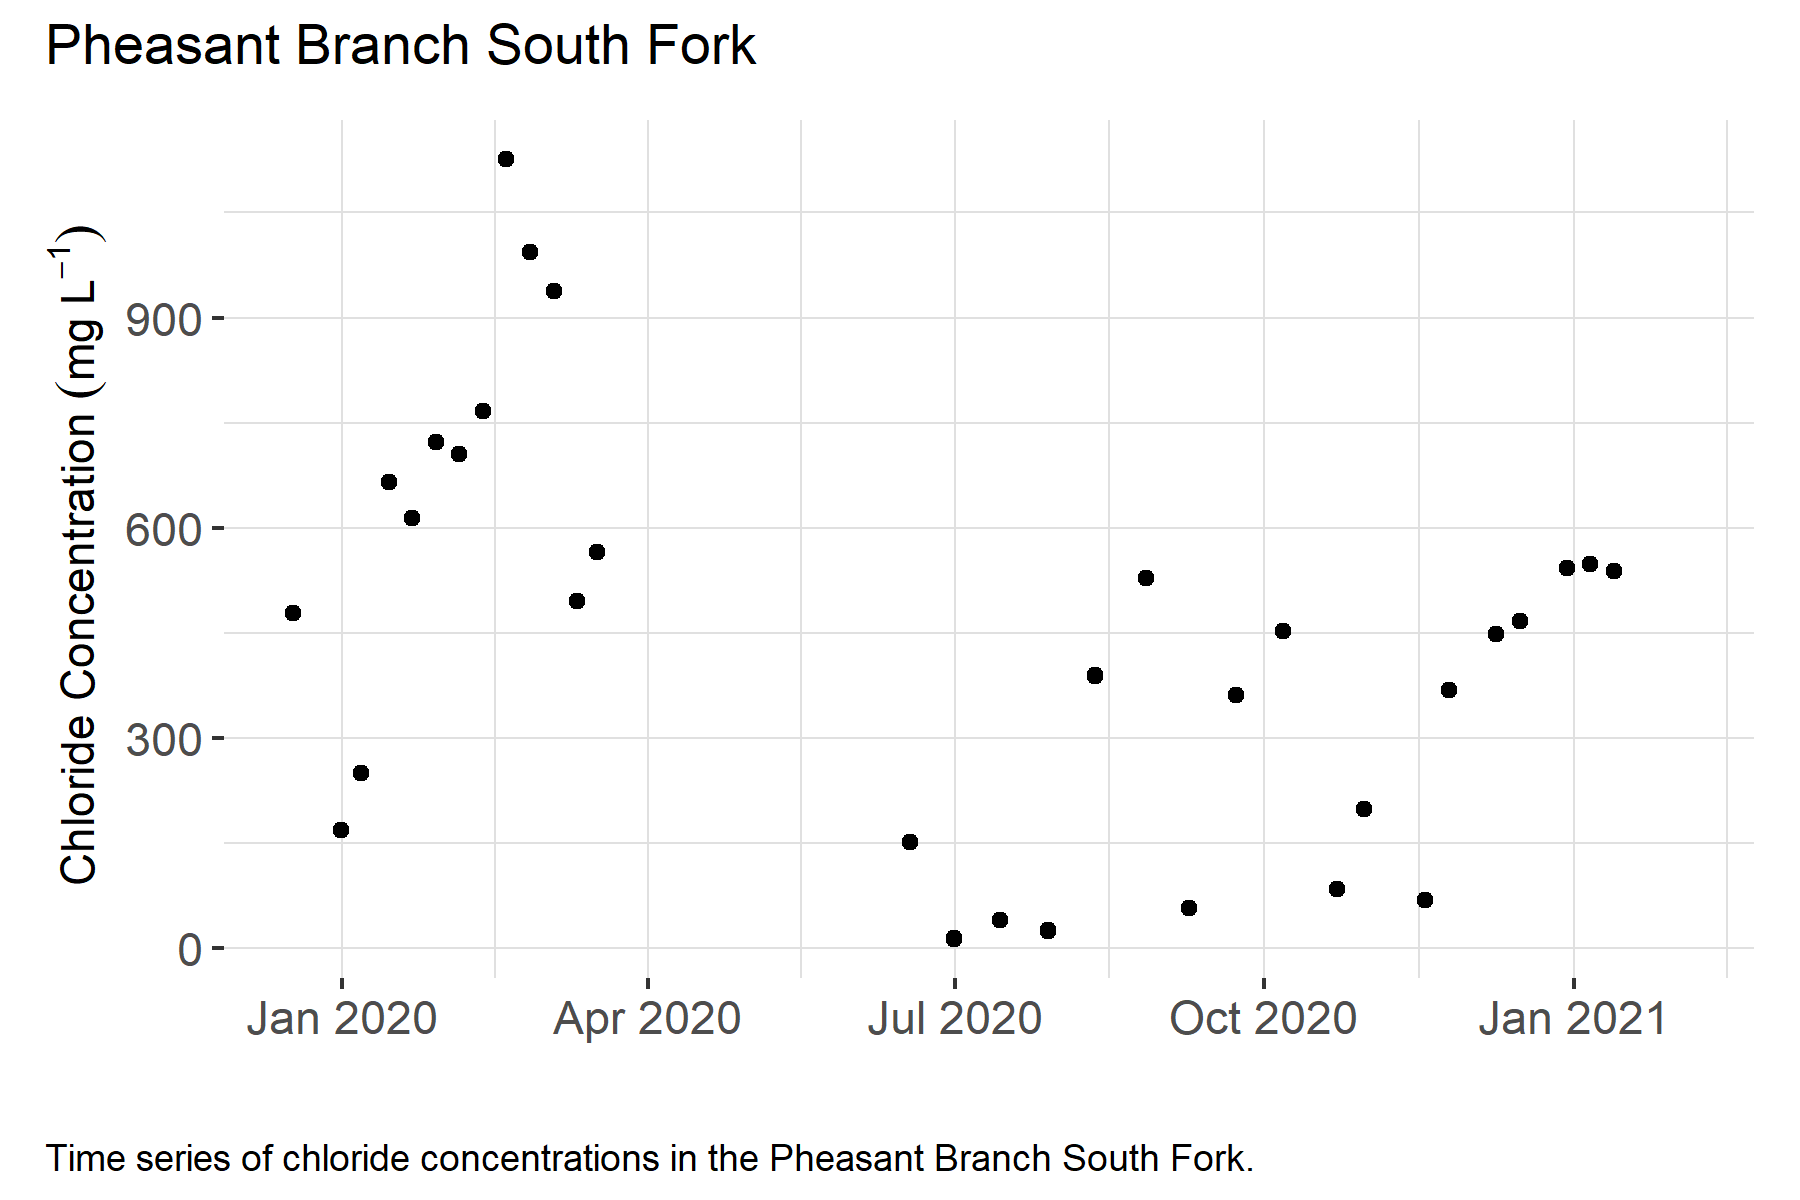 Pheasant Branch South Fork
Chloride Concentration (mg L⁻¹)
900
600
300
0
Jan 2020 Apr 2020 Jul 2020 Oct 2020 Jan 2021
Time series of chloride concentrations in the Pheasant Branch South Fork.